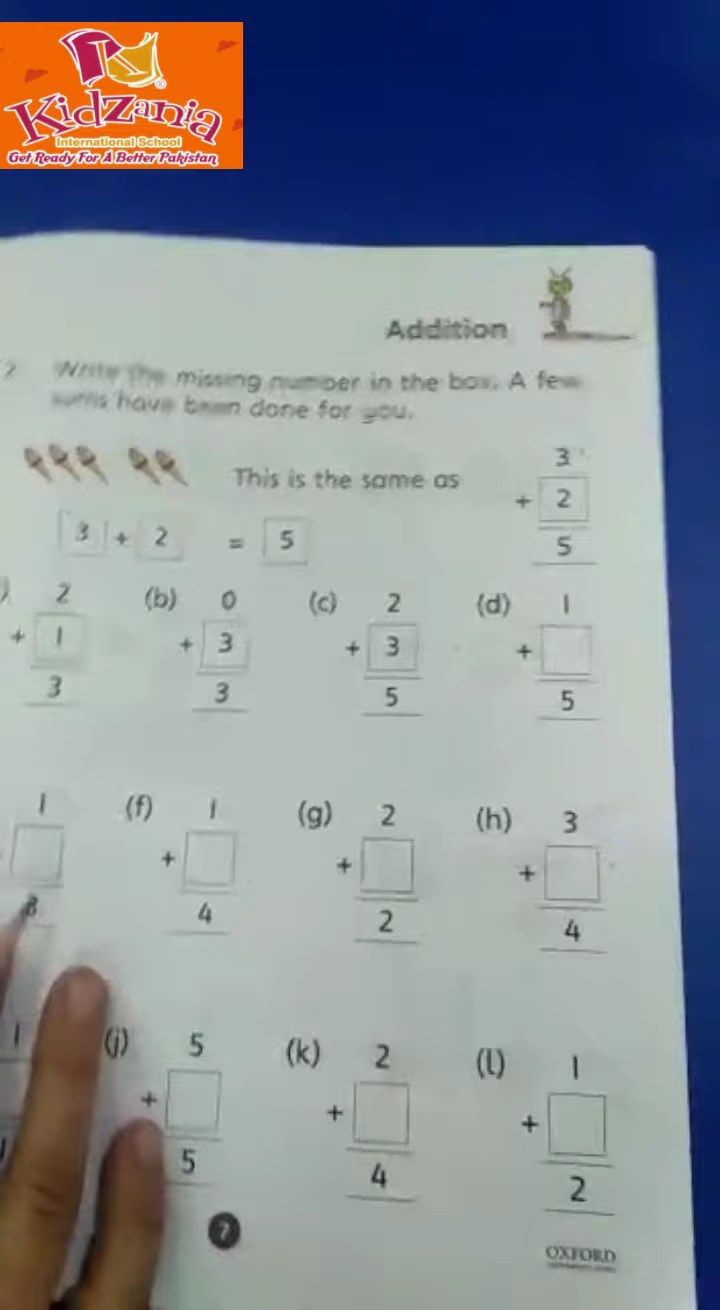 KidZania
International School
Get Ready For A Better Pakistan
Addition
2 Write the missing number in the box. A few
sums have been done for you.
This is the same as
3
+ 2
5
3 + 2 = 5
2 (b) 0 (c) 2 (d) 1
+ 1 + 3 + 3 +
3 3 5 5
1 (f) 1 (g) 2 (h) 3
+ + +
4 2 4
1 (j) 5 (k) 2 (l) 1
+ + +
5 4 2
7
OXFORD